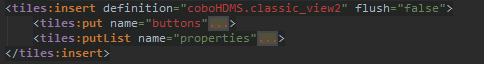 <tiles:insert definition="coboHDMS.classic_view2" flush="false">
<tiles:put name="buttons"...>
<tiles:putList name="properties"...>
</tiles:insert>